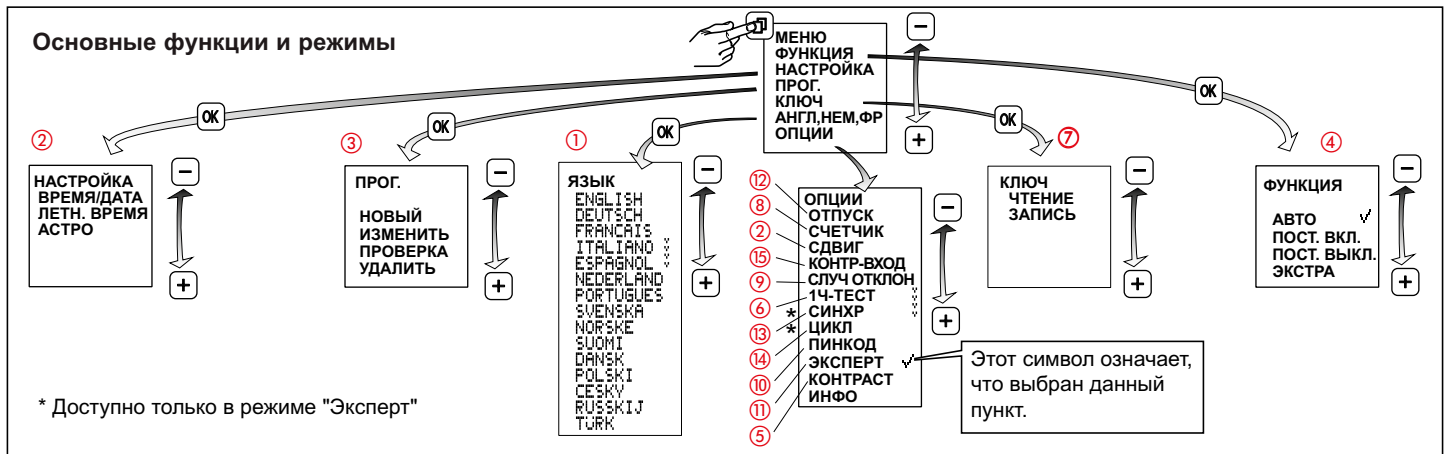 Основные функции и режимы
МЕНЮ
ФУНКЦИЯ
НАСТРОЙКА
ПРОГ.
КЛЮЧ
АНГЛ,НЕМ,ФР
ОПЦИИ
−
+
OK
OK
OK
OK
OK
②
НАСТРОЙКА
ВРЕМЯ/ДАТА
ЛЕТН. ВРЕМЯ
АСТРО
−
+
③
ПРОГ.
НОВЫЙ
ИЗМЕНИТЬ
ПРОВЕРКА
УДАЛИТЬ
−
+
①
ЯЗЫК
ENGLISH
DEUTSCH
FRANCAIS
ITALIANO
ESPAGNOL
NEDERLAND
PORTUGUES
SVENSKA
NORSKE
SUOMI
DANSK
POLSKI
CESKY
RUSSKIJ
TURK
−
+
ОПЦИИ
⑫ ОТПУСК
⑧ СЧЕТЧИК
② СДВИГ
⑮ КОНТР-ВХОД
⑨ СЛУЧ ОТКЛОН
⑥ 1Ч-ТЕСТ
⑬ * СИНХР
⑭ * ЦИКЛ
⑩ ПИНКОД
⑪ ЭКСПЕРТ ✓
⑤ КОНТРАСТ
ИНФО
−
+
Этот символ означает,
что выбран данный
пункт.
⑦
КЛЮЧ
ЧТЕНИЕ
ЗАПИСЬ
−
+
④
ФУНКЦИЯ
АВТО ✓
ПОСТ. ВКЛ.
ПОСТ. ВЫКЛ.
ЭКСТРА
−
+
* Доступно только в режиме "Эксперт"